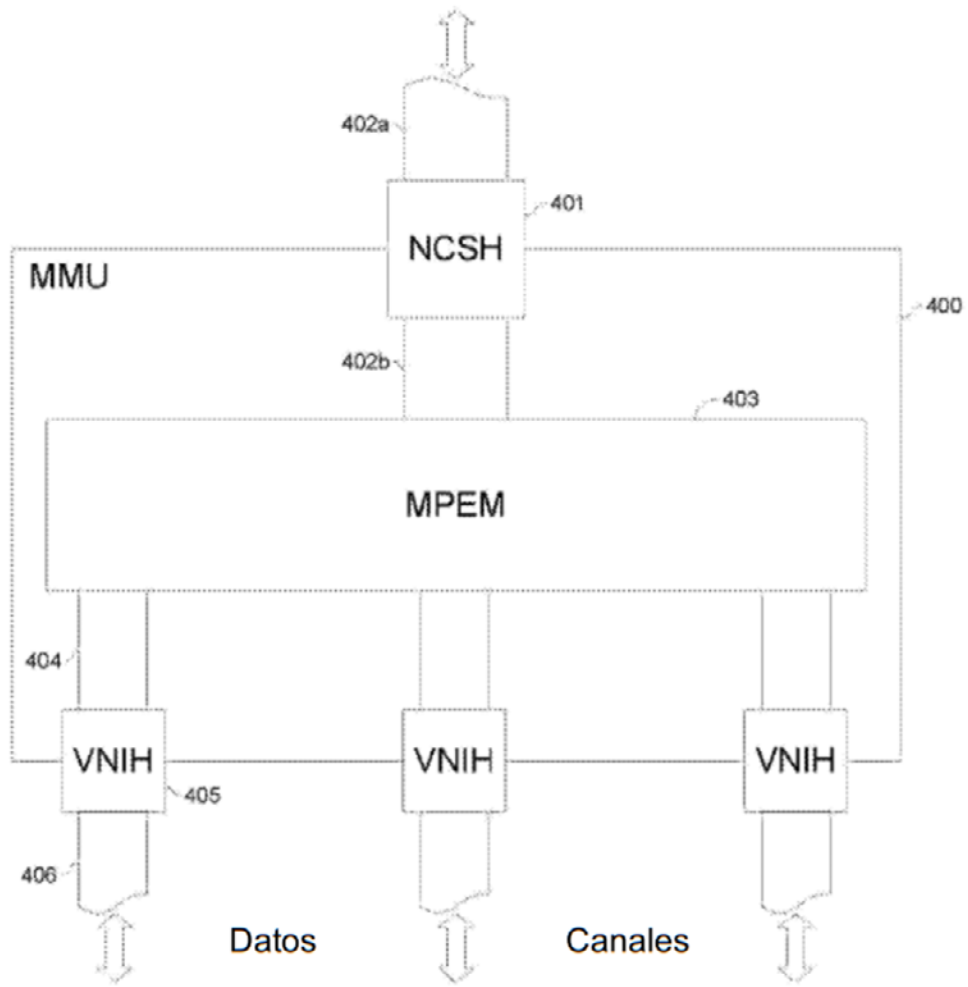 402a
401
NCSH
MMU
400
402b
403
MPEM
404
VNIH VNIH VNIH
405
406
Datos Canales